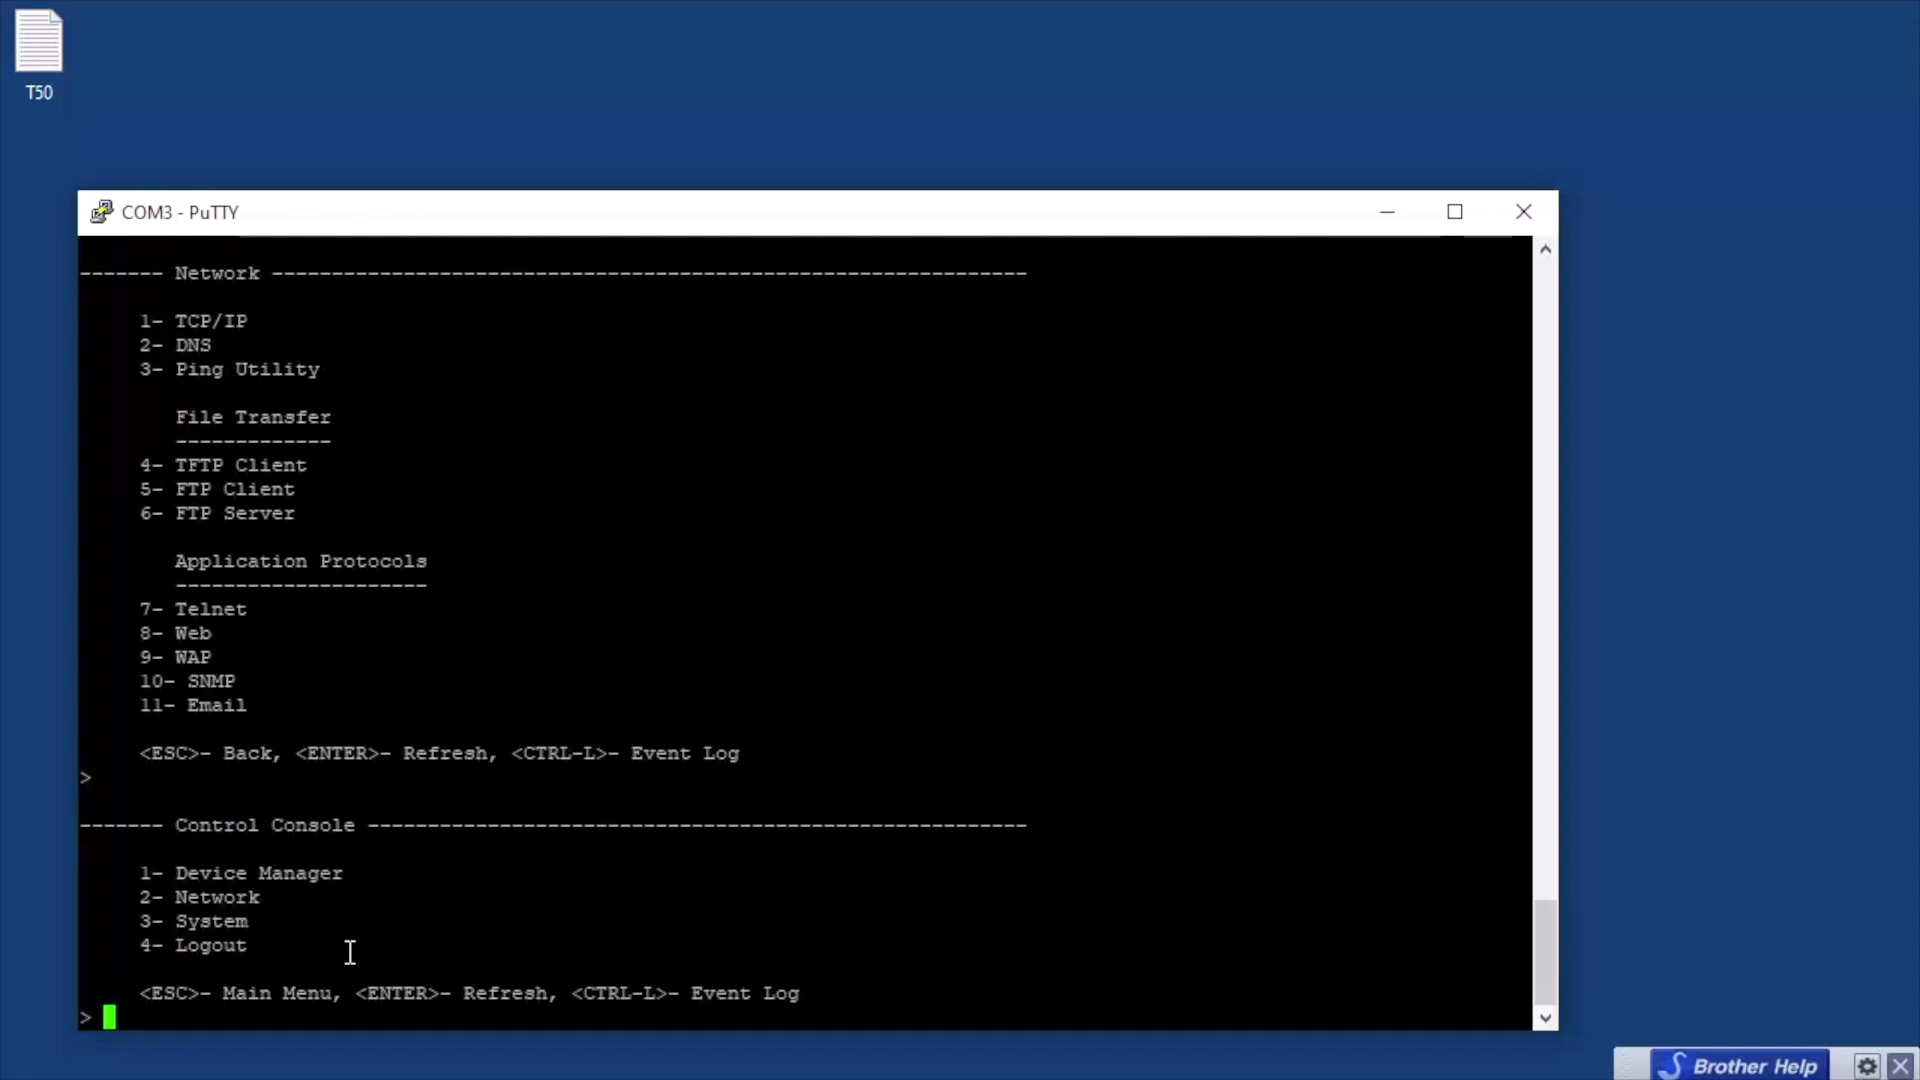 T50
COM3 - PuTTY
------- Network ---------------------------------------------------------------
1- TCP/IP
2- DNS
3- Ping Utility
File Transfer
-------------
4- TFTP Client
5- FTP Client
6- FTP Server
Application Protocols
---------------------
7- Telnet
8- Web
9- WAP
10- SNMP
11- Email
<ESC>- Back, <ENTER>- Refresh, <CTRL-L>- Event Log
>
------- Control Console -------------------------------------------------------
1- Device Manager
2- Network
3- System
4- Logout
<ESC>- Main Menu, <ENTER>- Refresh, <CTRL-L>- Event Log
>
Brother Help